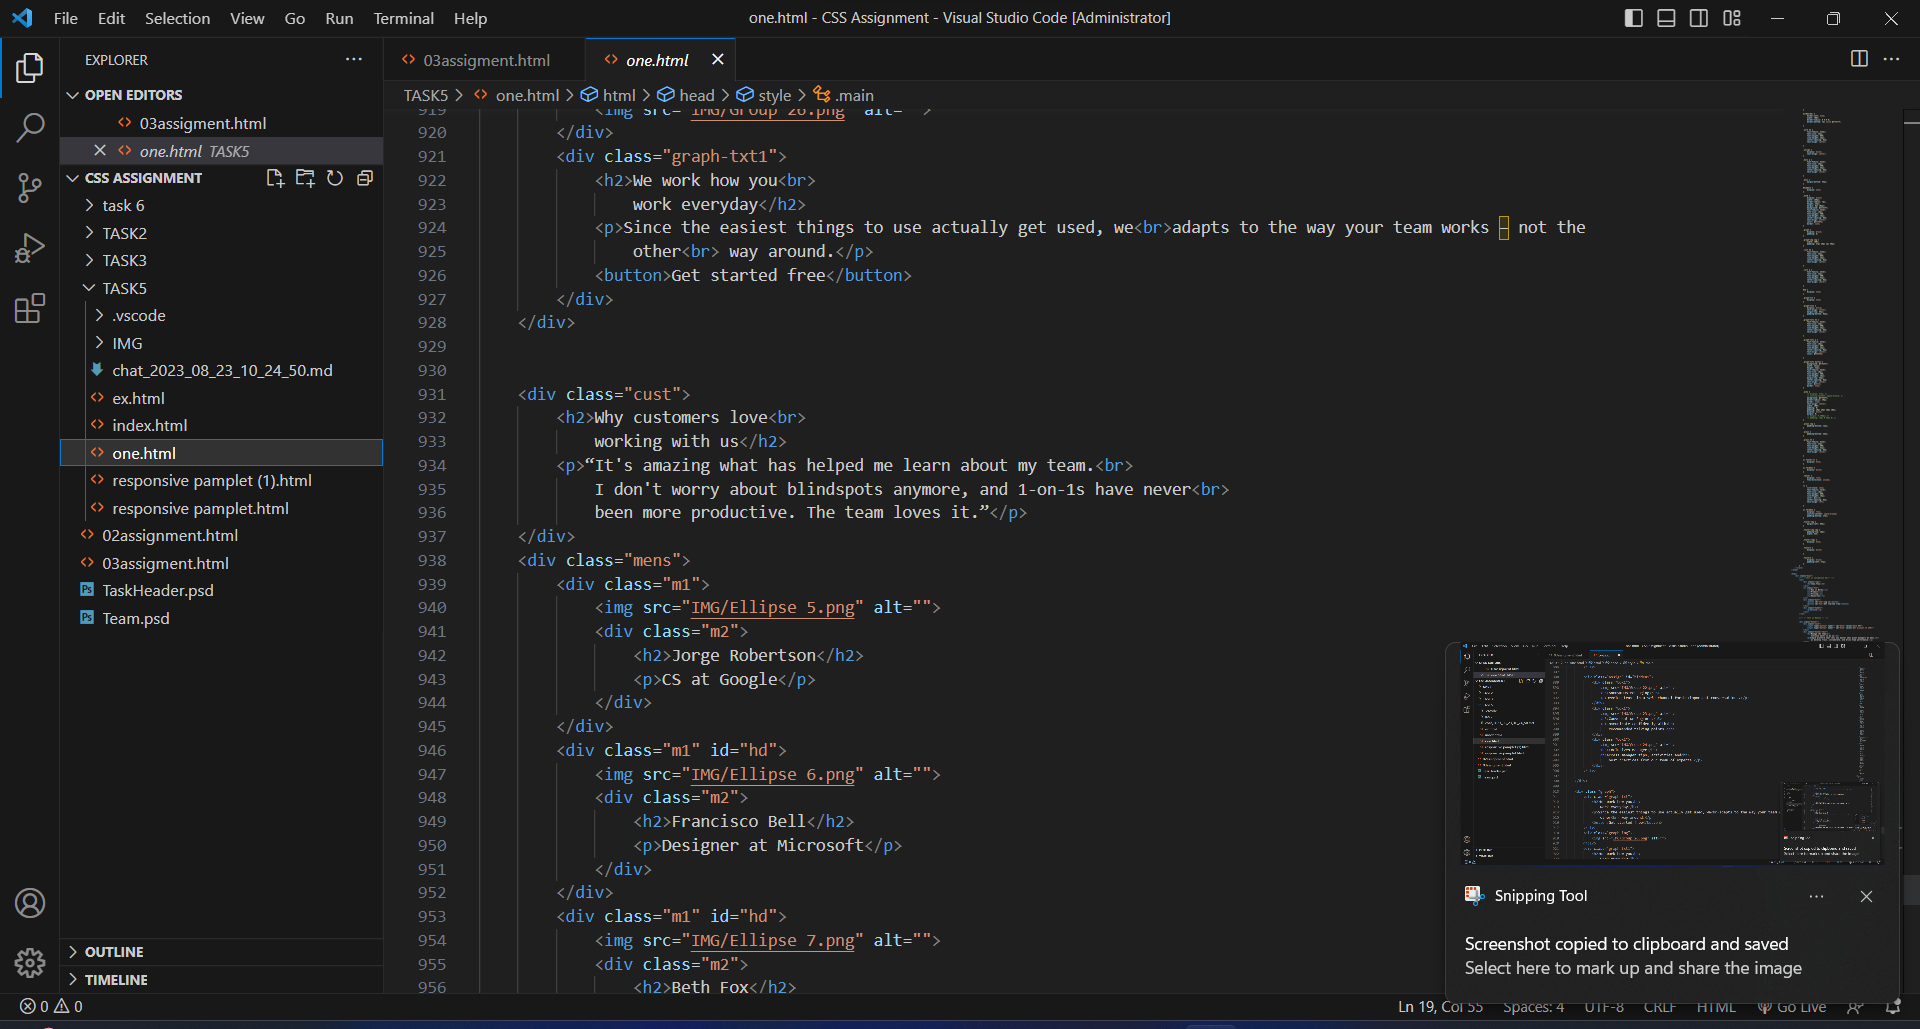 File Edit Selection View Go Run Terminal Help
one.html - CSS Assignment - Visual Studio Code [Administrator]
EXPLORER
OPEN EDITORS
03assigment.html
one.html TASK5
CSS ASSIGNMENT
task 6
TASK2
TASK3
TASK5
.vscode
IMG
chat_2023_08_23_10_24_50.md
ex.html
index.html
one.html
responsive pamplet (1).html
responsive pamplet.html
02assignment.html
03assigment.html
TaskHeader.psd
Team.psd
OUTLINE
TIMELINE
03assigment.html one.html
TASK5 > one.html > html > head > style > .main
919 <img src="IMG/Group 26.png" alt="">
920 </div>
921 <div class="graph-txt1">
922 <h2>We work how you<br>
923 work everyday</h2>
924 <p>Since the easiest things to use actually get used, we<br>adapts to the way your team works – not the
925 other<br> way around.</p>
926 <button>Get started free</button>
927 </div>
928 </div>
929
930
931 <div class="cust">
932 <h2>Why customers love<br>
933 working with us</h2>
934 <p>“It's amazing what has helped me learn about my team.<br>
935 I don't worry about blindspots anymore, and 1-on-1s have never<br>
936 been more productive. The team loves it.”</p>
937 </div>
938 <div class="mens">
939 <div class="m1">
940 <img src="IMG/Ellipse 5.png" alt="">
941 <div class="m2">
942 <h2>Jorge Robertson</h2>
943 <p>CS at Google</p>
944 </div>
945 </div>
946 <div class="m1" id="hd">
947 <img src="IMG/Ellipse 6.png" alt="">
948 <div class="m2">
949 <h2>Francisco Bell</h2>
950 <p>Designer at Microsoft</p>
951 </div>
952 </div>
953 <div class="m1" id="hd">
954 <img src="IMG/Ellipse 7.png" alt="">
955 <div class="m2">
956 <h2>Beth Fox</h2>
Snipping Tool
Screenshot copied to clipboard and saved
Select here to mark up and share the image
0 0
Ln 19, Col 55 Spaces: 4 UTF-8 CRLF HTML Go Live